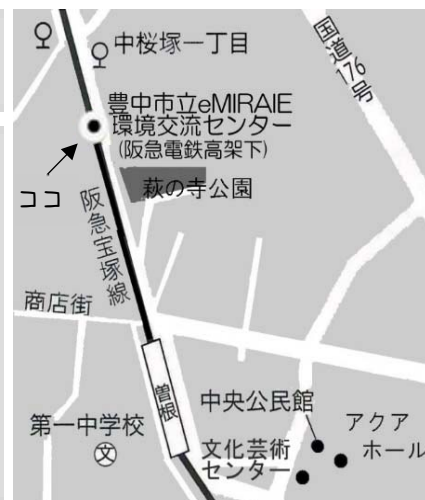 中桜塚一丁目
国道176号
豊中市立eMIRAIE
環境交流センター
(阪急電鉄高架下)
ココ
萩の寺公園
阪急宝塚線
商店街
曽根
中央公民館
アクア
ホール
第一中学校
文
文化芸術
センター